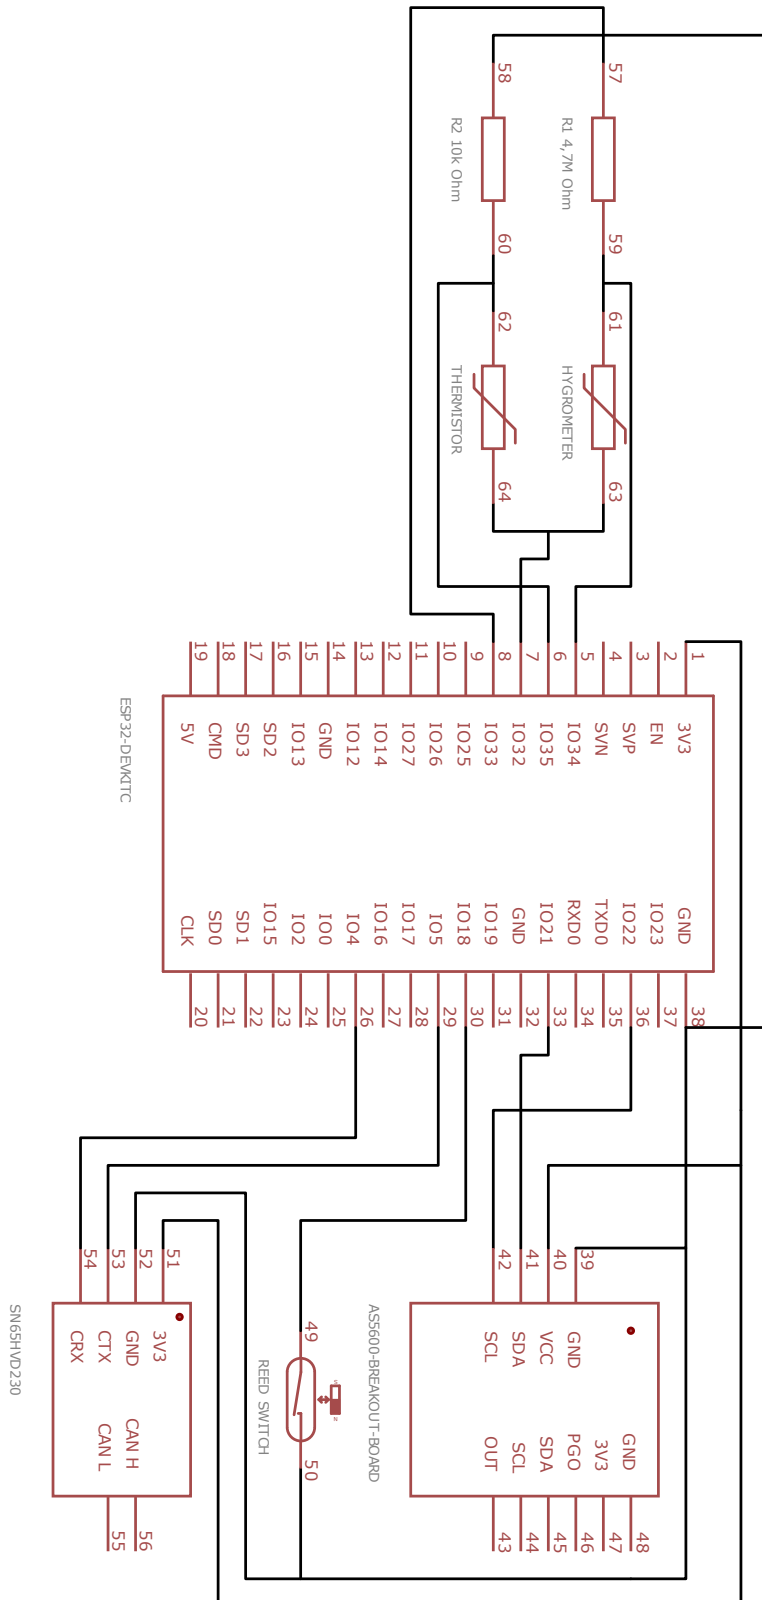 58
57
R2 10k Ohm
R1 4,7M Ohm
60
59
62
61
THERMISTOR
HYGROMETER
64
63
19
18
17
16
15
14
13
12
11
10
9
8
7
6
5
4
3
2
1
5V
CMD
SD3
SD2
IO13
GND
IO12
IO14
IO27
IO26
IO25
IO33
IO32
IO35
IO34
SVN
SVP
EN
3V3
ESP32-DEVKITC
CLK
SD0
SD1
IO15
IO2
IO0
IO4
IO16
IO17
IO5
IO18
IO19
GND
IO21
RXD0
TXD0
IO22
IO23
GND
20
21
22
23
24
25
26
27
28
29
30
31
32
33
34
35
36
37
38
54
53
52
51
42
41
40
39
SN65HVD230
CRX
CTX
GND
3V3
CAN L
CAN H
55
56
49
REED SWITCH
50
AS5600-BREAKOUT-BOARD
SCL
SDA
VCC
GND
OUT
SCL
SDA
PGO
3V3
GND
43
44
45
46
47
48